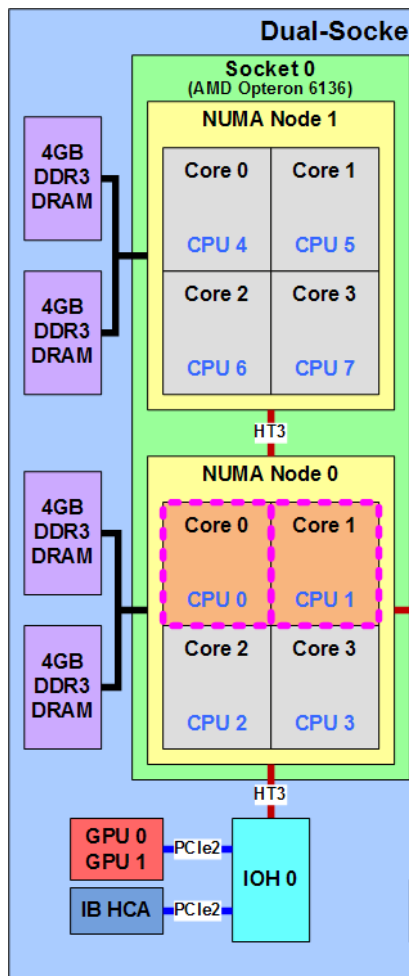 Dual-Socke
Socket 0
(AMD Opteron 6136)
NUMA Node 1
4GB
DDR3
DRAM
Core 0
Core 1
CPU 4
CPU 5
4GB
DDR3
DRAM
Core 2
Core 3
CPU 6
CPU 7
HT3
NUMA Node 0
4GB
DDR3
DRAM
Core 0
Core 1
CPU 0
CPU 1
4GB
DDR3
DRAM
Core 2
Core 3
CPU 2
CPU 3
HT3
GPU 0
GPU 1
PCIe2
IOH 0
IB HCA
PCIe2